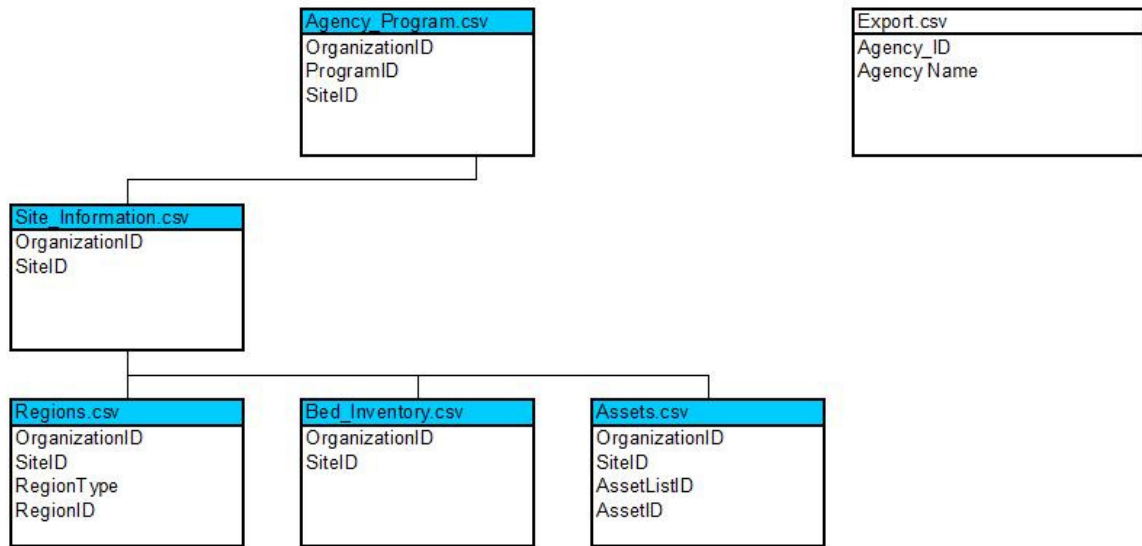 Agency_Program.csv
OrganizationID
ProgramID
SiteID
Export.csv
Agency_ID
Agency Name
Site_Information.csv
OrganizationID
SiteID
Regions.csv
OrganizationID
SiteID
RegionType
RegionID
Bed_Inventory.csv
OrganizationID
SiteID
Assets.csv
OrganizationID
SiteID
AssetListID
AssetID